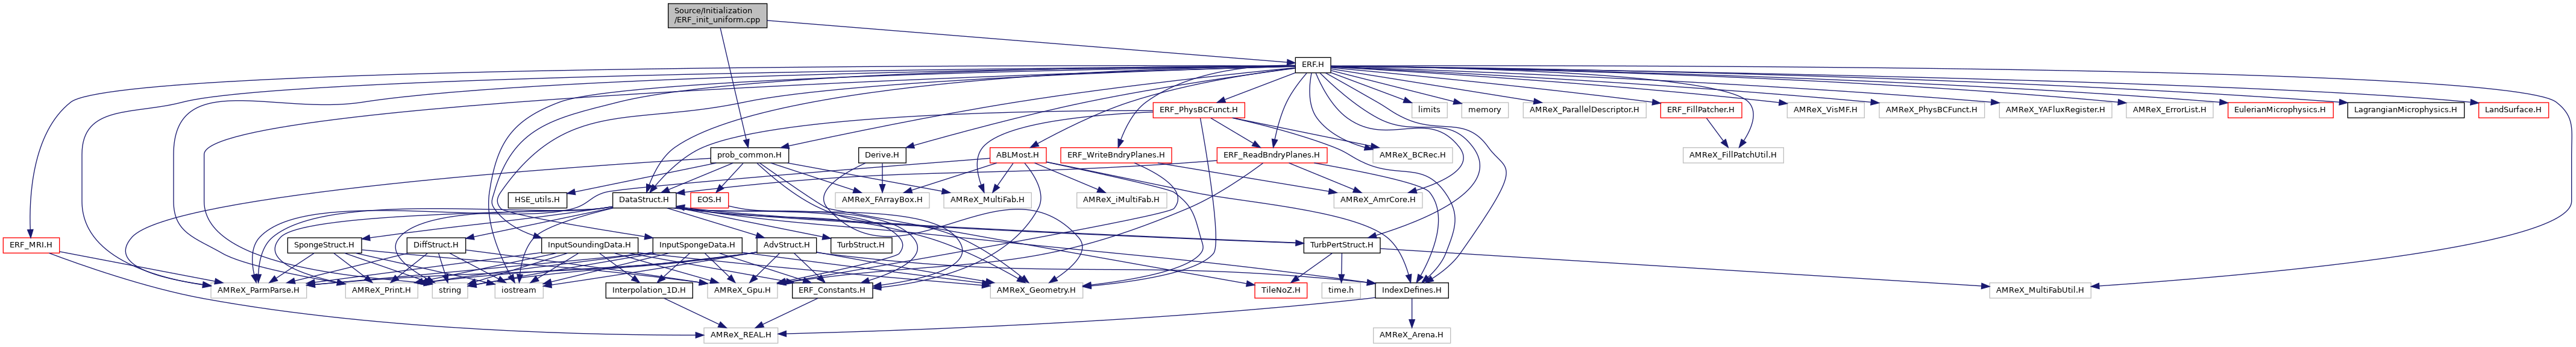 Source/Initialization
/ERF_init_uniform.cpp
ERF.H
ERF_PhysBCFunct.H
limits
memory
AMReX_ParallelDescriptor.H
ERF_FillPatcher.H
AMReX_VisMF.H
AMReX_PhysBCFunct.H
AMReX_YAFluxRegister.H
AMReX_ErrorList.H
EulerianMicrophysics.H
LagrangianMicrophysics.H
LandSurface.H
prob_common.H
Derive.H
ABLMost.H
ERF_WriteBndryPlanes.H
ERF_ReadBndryPlanes.H
AMReX_BCRec.H
AMReX_FillPatchUtil.H
HSE_utils.H
DataStruct.H
EOS.H
AMReX_FArrayBox.H
AMReX_MultiFab.H
AMReX_iMultiFab.H
AMReX_AmrCore.H
ERF_MRI.H
SpongeStruct.H
DiffStruct.H
InputSoundingData.H
InputSpongeData.H
AdvStruct.H
TurbStruct.H
TurbPertStruct.H
AMReX_ParmParse.H
AMReX_Print.H
string
iostream
Interpolation_1D.H
AMReX_Gpu.H
ERF_Constants.H
AMReX_Geometry.H
TileNoZ.H
time.h
IndexDefines.H
AMReX_MultiFabUtil.H
AMReX_REAL.H
AMReX_Arena.H